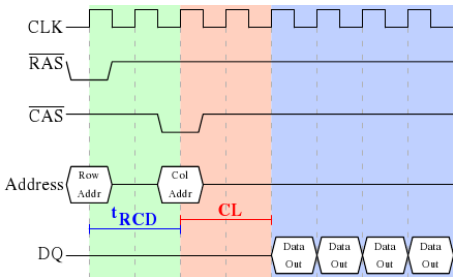 CLK
RAS
CAS
Address
Row
Addr
Col
Addr
tRCD
CL
DQ
Data
Out
Data
Out
Data
Out
Data
Out